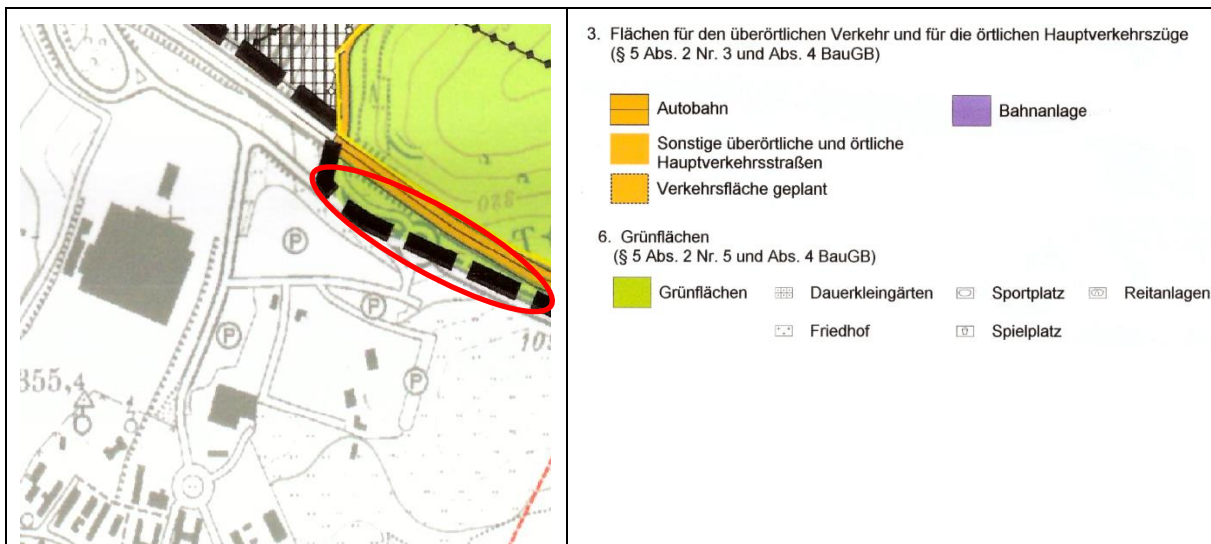 P
P
P
P
355,4
320
3. Flächen für den überörtlichen Verkehr und für die örtlichen Hauptverkehrszüge
(§ 5 Abs. 2 Nr. 3 und Abs. 4 BauGB)
Autobahn
Bahnanlage
Sonstige überörtliche und örtliche
Hauptverkehrsstraßen
Verkehrsfläche geplant
6. Grünflächen
(§ 5 Abs. 2 Nr. 5 und Abs. 4 BauGB)
Grünflächen Dauerkleingärten Sportplatz Reitanlagen
Friedhof Spielplatz